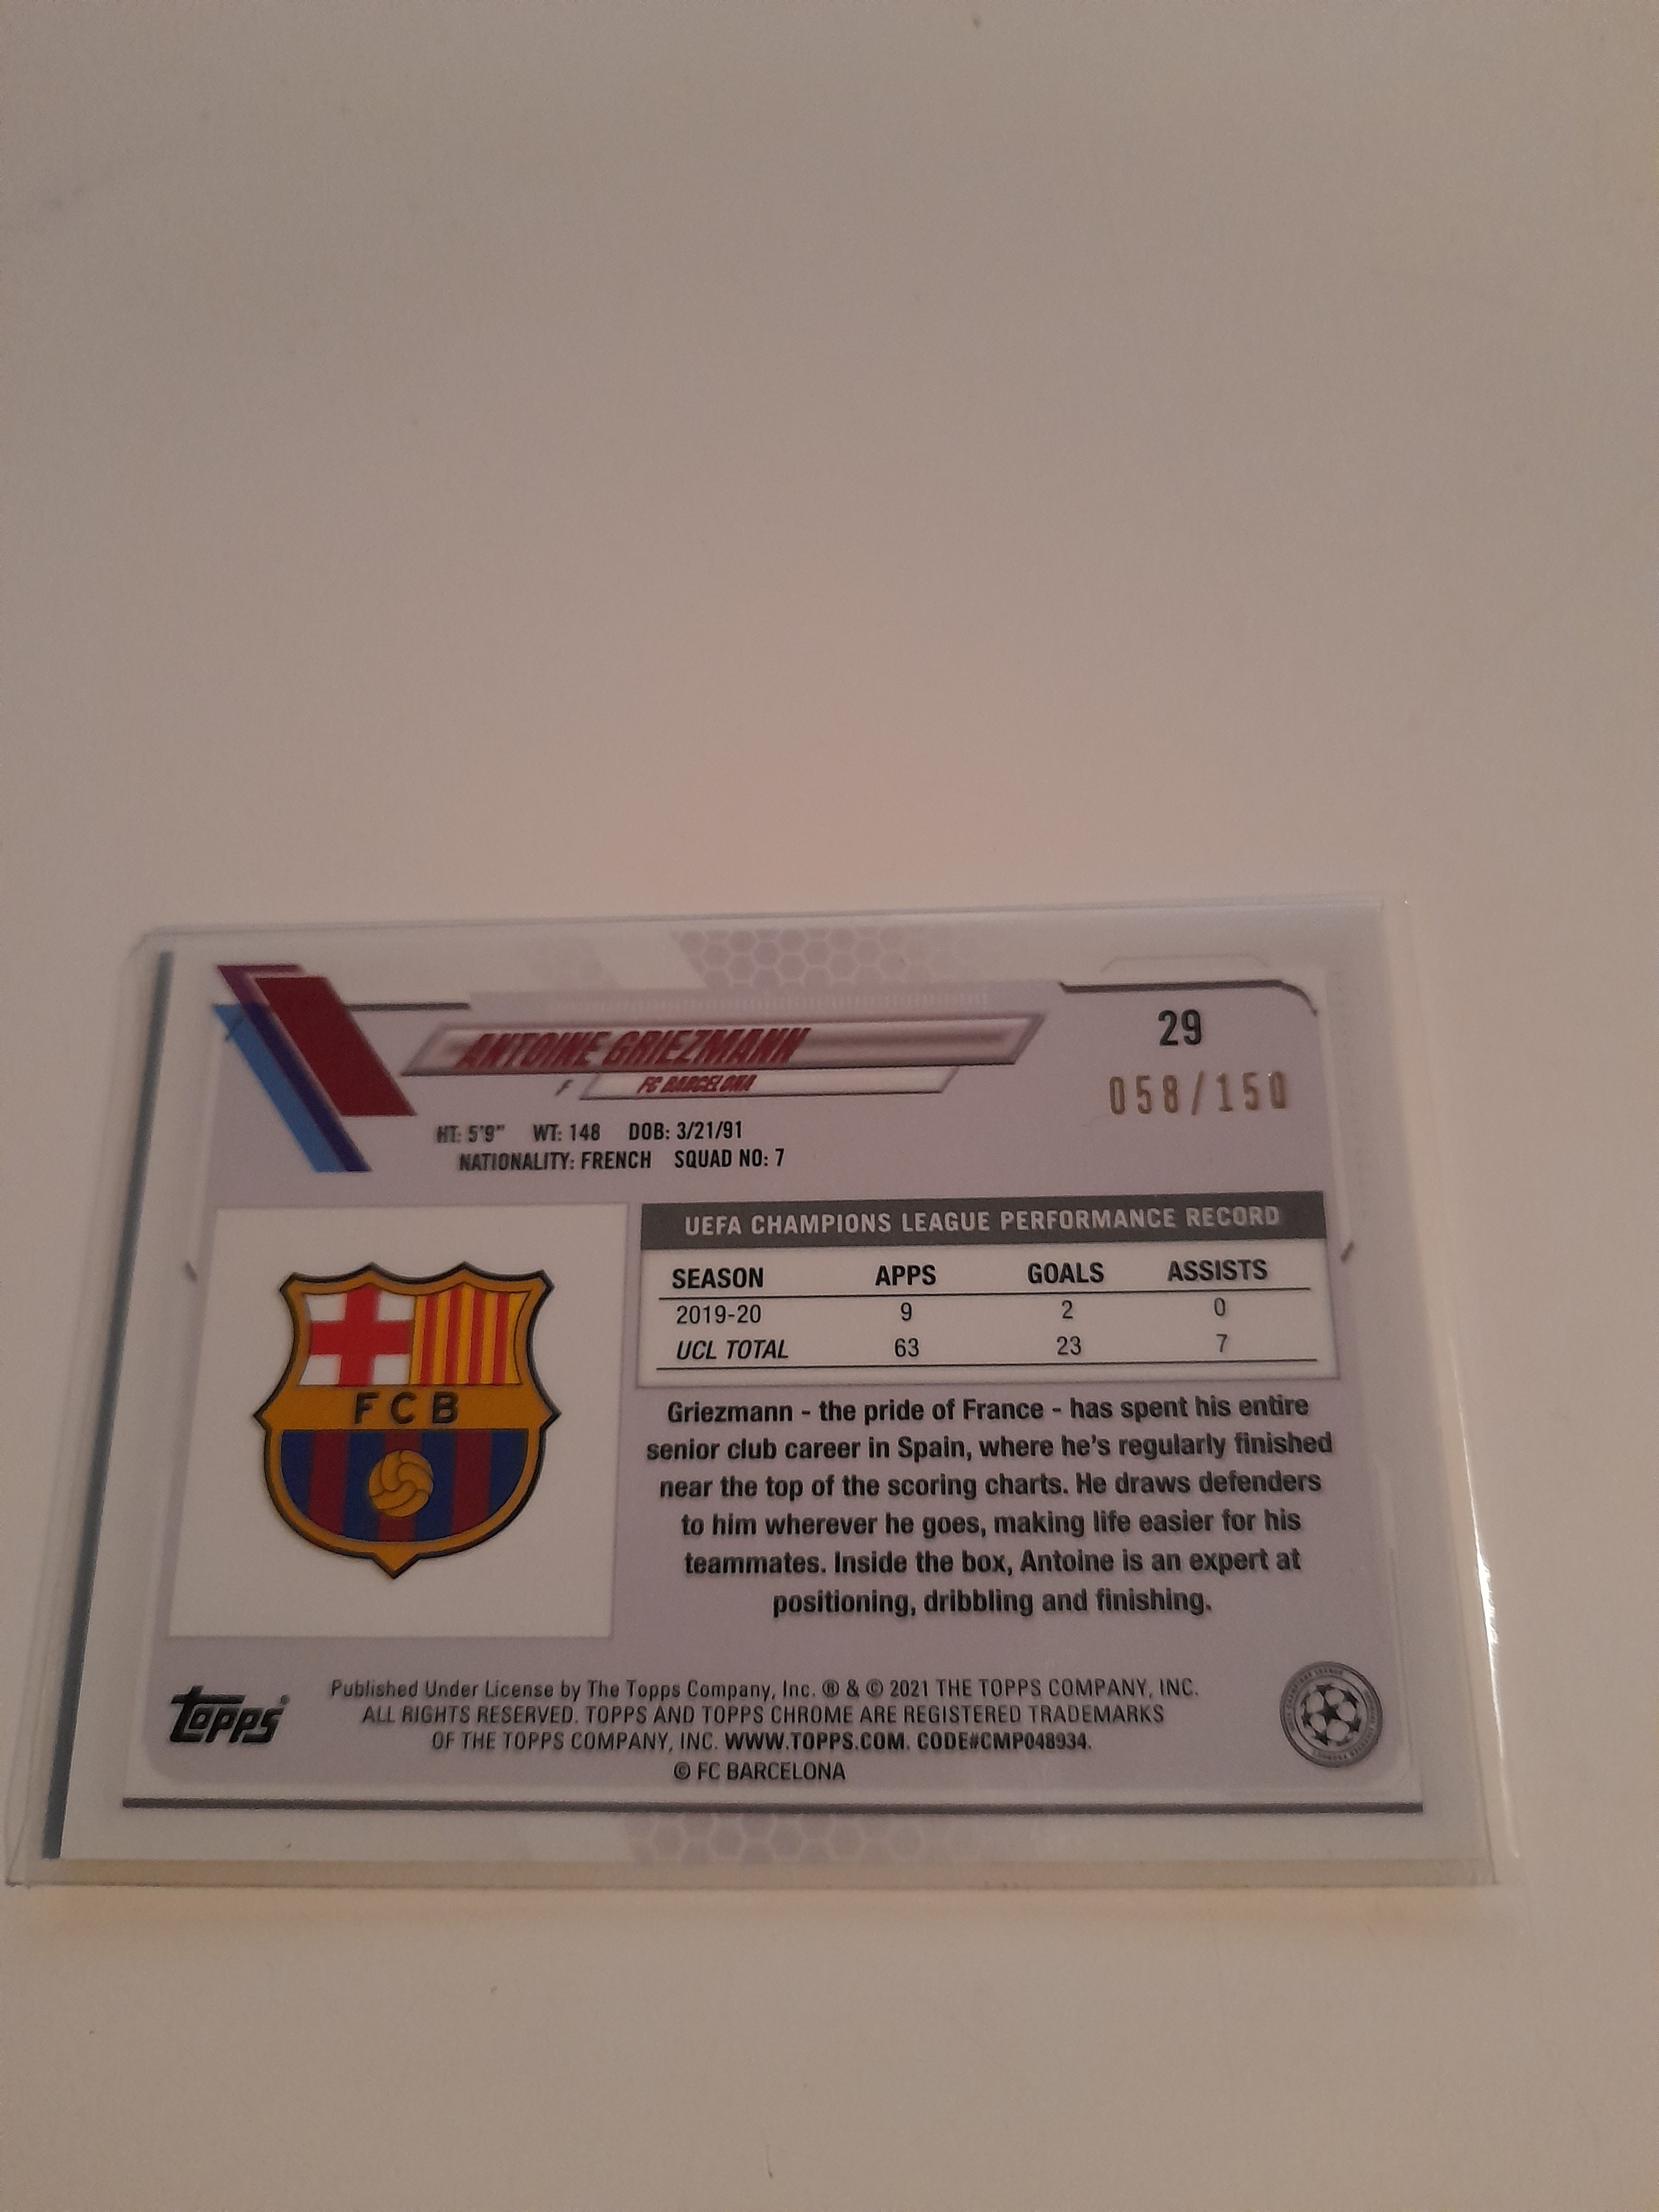 29
ANTOINE GRIEZMANN
058/150
F FC BARCELONA
HT: 5'9" WT: 148 DOB: 3/21/91
NATIONALITY: FRENCH SQUAD NO: 7
UEFA CHAMPIONS LEAGUE PERFORMANCE RECORD
SEASON APPS GOALS ASSISTS
2019-20 9 2 0
UCL TOTAL 63 23 7
FCB
Griezmann - the pride of France - has spent his entire
senior club career in Spain, where he's regularly finished
near the top of the scoring charts. He draws defenders
to him wherever he goes, making life easier for his
teammates. Inside the box, Antoine is an expert at
positioning, dribbling and finishing.
topps®
Published Under License by The Topps Company, Inc. ® & © 2021 THE TOPPS COMPANY, INC.
ALL RIGHTS RESERVED. TOPPS AND TOPPS CHROME ARE REGISTERED TRADEMARKS
OF THE TOPPS COMPANY, INC. WWW.TOPPS.COM. CODE#CMP048934.
© FC BARCELONA